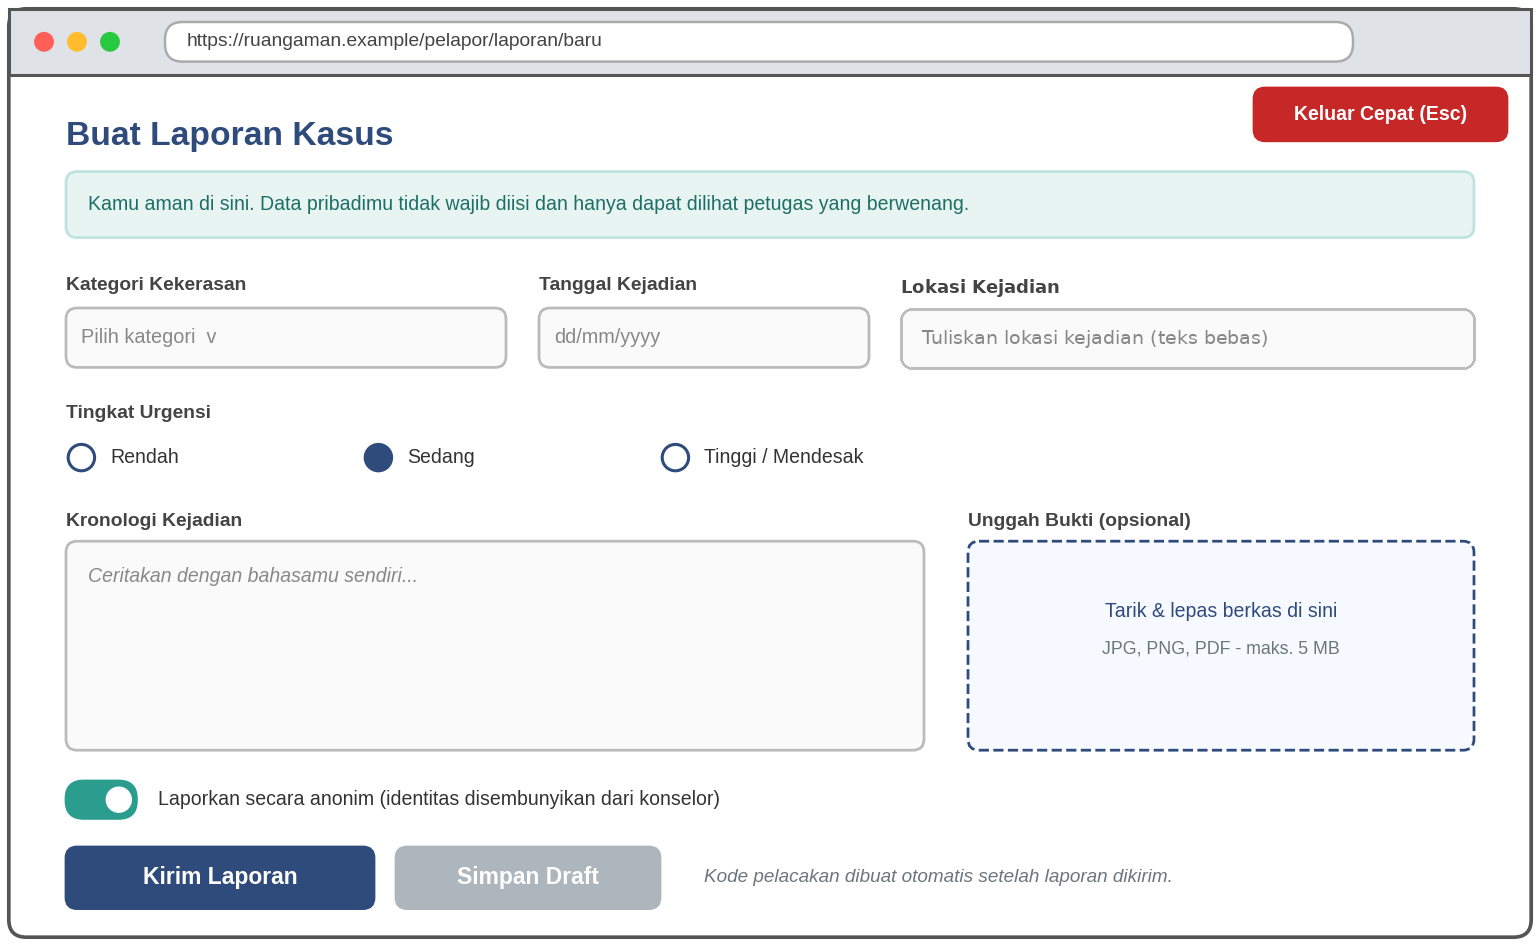 https://ruangaman.example/pelapor/laporan/baru
Keluar Cepat (Esc)
Buat Laporan Kasus
Kamu aman di sini. Data pribadimu tidak wajib diisi dan hanya dapat dilihat petugas yang berwenang.
Kategori Kekerasan
Pilih kategori v
Tanggal Kejadian
dd/mm/yyyy
Lokasi Kejadian
Tuliskan lokasi kejadian (teks bebas)
Tingkat Urgensi
Rendah
Sedang
Tinggi / Mendesak
Kronologi Kejadian
Ceritakan dengan bahasamu sendiri...
Unggah Bukti (opsional)
Tarik & lepas berkas di sini
JPG, PNG, PDF - maks. 5 MB
Laporkan secara anonim (identitas disembunyikan dari konselor)
Kirim Laporan
Simpan Draft
Kode pelacakan dibuat otomatis setelah laporan dikirim.